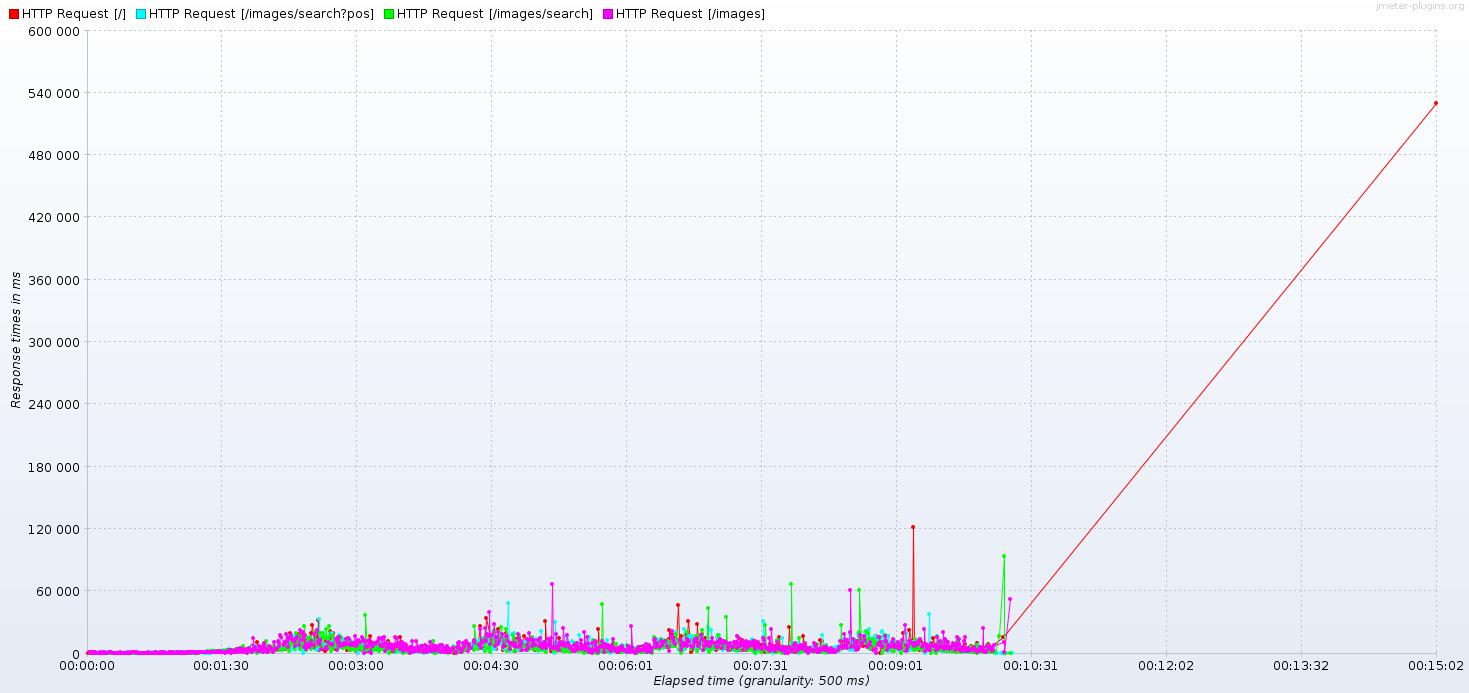 HTTP Request [/] HTTP Request [/images/search?pos] HTTP Request [/images/search] HTTP Request [/images]
jmeter-plugins.org
600 000
540 000
480 000
420 000
360 000
300 000
240 000
180 000
120 000
60 000
0
Response times in ms
00:00:00 00:01:30 00:03:00 00:04:30 00:06:01 00:07:31 00:09:01 00:10:31 00:12:02 00:13:32 00:15:02
Elapsed time (granularity: 500 ms)